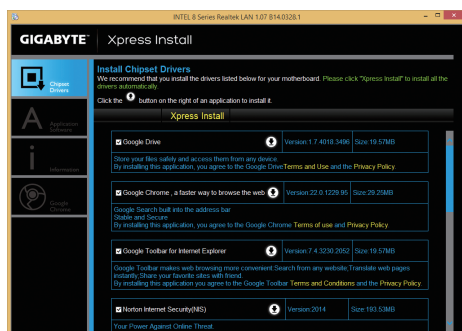 INTEL 8 Series Realtek LAN 1.07 B14.0328.1
GIGABYTE™ Xpress Install
Chipset
Drivers
Application
Software
Information
Google
Chrome
Install Chipset Drivers
We recommend that you install the drivers listed below for your motherboard. Please click "Xpress Install" to install all the
drivers automatically.
Click the button on the right of an application to install it.
Xpress Install
Google Drive Version:1.7.4018.3496 Size:19.57MB
Store your files safely and access them from any device
By installing this application, you agree to the Google DriveTerms and Use and the Privacy Policy.
Google Chrome , a faster way to browse the web Version:22.0.1229.95 Size:29.25MB
Google Search built into the address bar
Stable and Secure
By installing this application, you agree to the Google Chrome Terms of use and Privacy Policy.
Google Toolbar for Internet Explorer Version:7.4.3230.2052 Size:19.57MB
Google Toolbar makes web browsing more convenient:Search from any website,Translate web pages
instantly;Share your favorite sites with friend.
By installing this application, you agree to the Google Toolbar Terms and Conditions and the Privacy Policy.
Norton Internet Security(NIS) Version:2014 Size:193.53MB
Your Power Against Online Threat